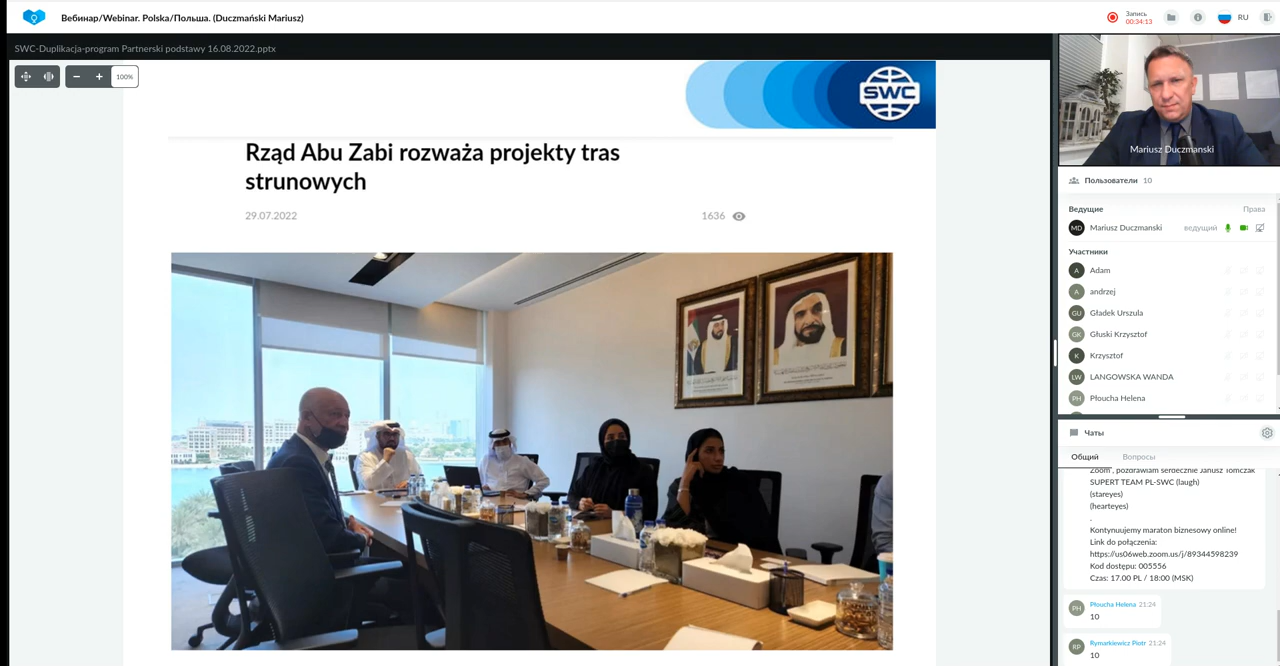 Вебинар/Webinar. Polska/Польша. (Duczmański Mariusz)
Запись
00:34:13
RU
SWC-Duplikacja-program Partnerski podstawy 16.08.2022.pptx
100%
SWC
Rząd Abu Zabi rozważa projekty tras
strunowych
29.07.2022
1636
Mariusz Duczmanski
Пользователи 10
Ведущие
Права
MD Mariusz Duczmanski ведущий
Участники
A Adam
A andrzej
GU Gładek Urszula
GK Głuski Krzysztof
K Krzysztof
LW LANGOWSKA WANDA
PH Płoucha Helena
Чаты
Общий
Вопросы
Zoom", pozdrawiam serdecznie Janusz Tomczak
SUPERT TEAM PL-SWC (laugh)
(stareyes)
(hearteyes)
.
Kontynuujemy maraton biznesowy online!
Link do połączenia:
https://us06web.zoom.us/j/89344598239
Kod dostępu: 005556
Czas: 17.00 PL / 18:00 (MSK)
PH Płoucha Helena 21:24
10
RP Rymarkiewicz Piotr 21:24
10